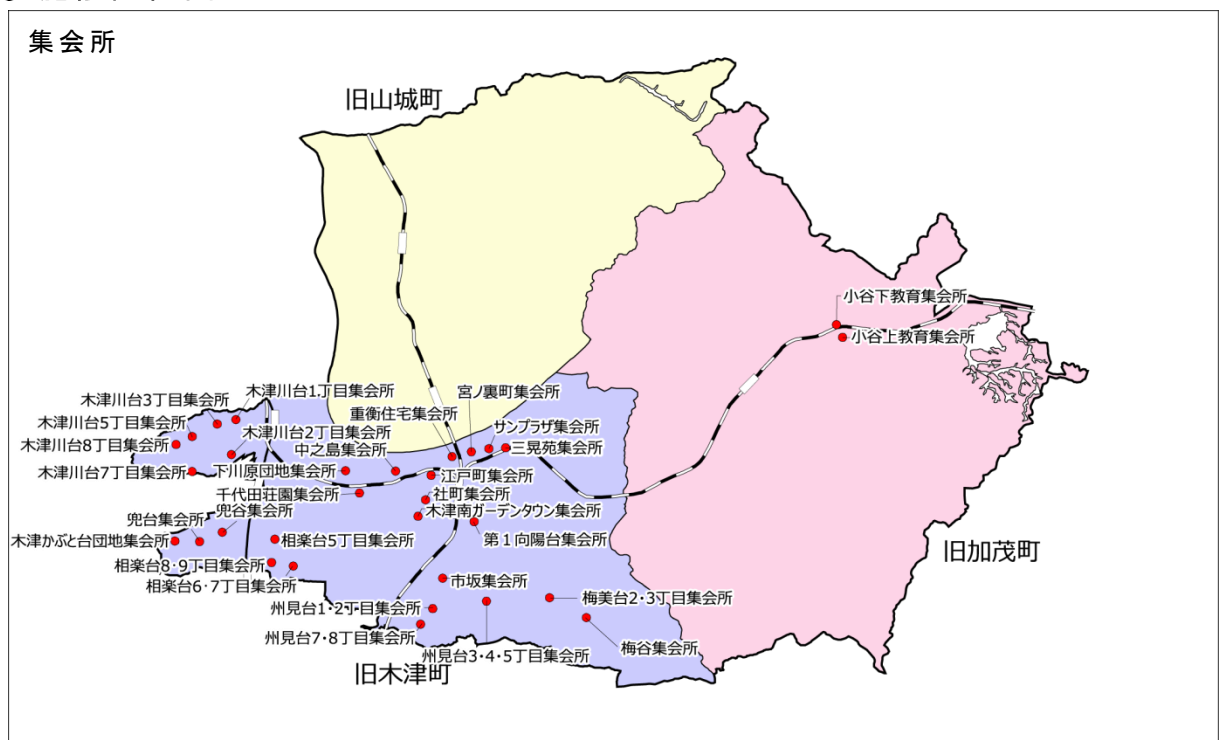 集会所
旧山城町
小谷下教育集会所
小谷上教育集会所
木津川台1丁目集会所
木津川台3丁目集会所
宮ノ裏町集会所
重衡住宅集会所
木津川台5丁目集会所
サンプラザ集会所
木津川台2丁目集会所
木津川台8丁目集会所
中之島集会所
三晃苑集会所
木津川台7丁目集会所
下川原団地集会所
江戸町集会所
千代田荘園集会所
社町集会所
兜谷集会所
木津南ガーデンタウン集会所
兜台集会所
木津かぶと台団地集会所
相楽台5丁目集会所
第1向陽台集会所
旧加茂町
相楽台8・9丁目集会所
相楽台6・7丁目集会所
市坂集会所
梅美台2・3丁目集会所
州見台1・2丁目集会所
州見台7・8丁目集会所
梅谷集会所
州見台3・4・5丁目集会所
旧木津町